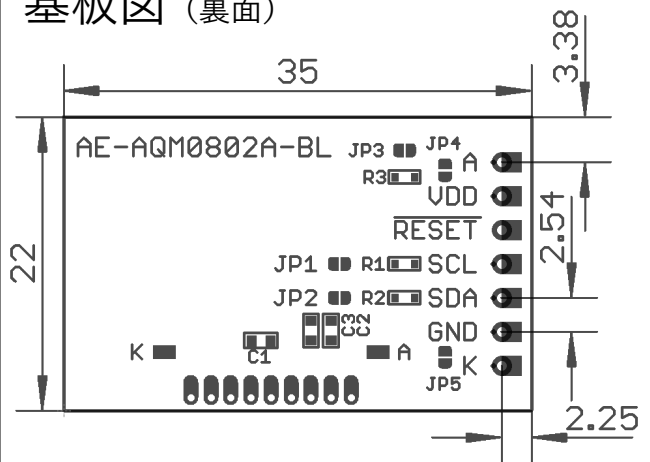 基板図（裏面）
3.38
35
AE-AQM0802A-BL
JP3
JP4
A
R3
VDD
RESET
2.54
22
JP1
R1
SCL
JP2
R2
SDA
C3
C2
GND
K
C1
A
K
JP5
2.25